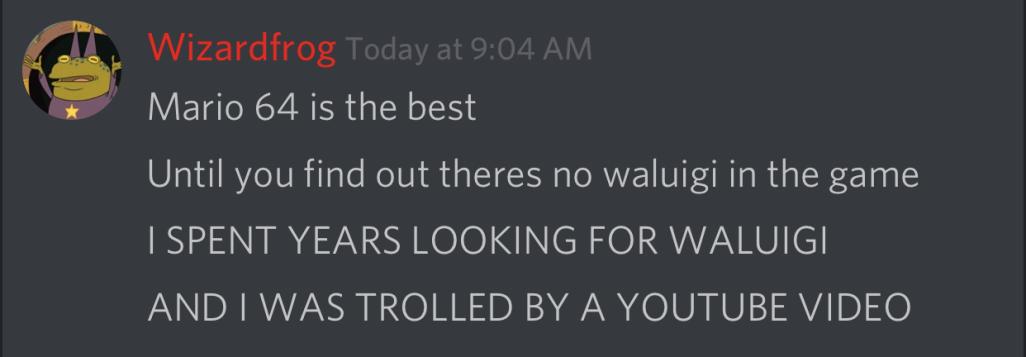 Wizardfrog Today at 9:04 AM
Mario 64 is the best
Until you find out theres no waluigi in the game
I SPENT YEARS LOOKING FOR WALUIGI
AND I WAS TROLLED BY A YOUTUBE VIDEO